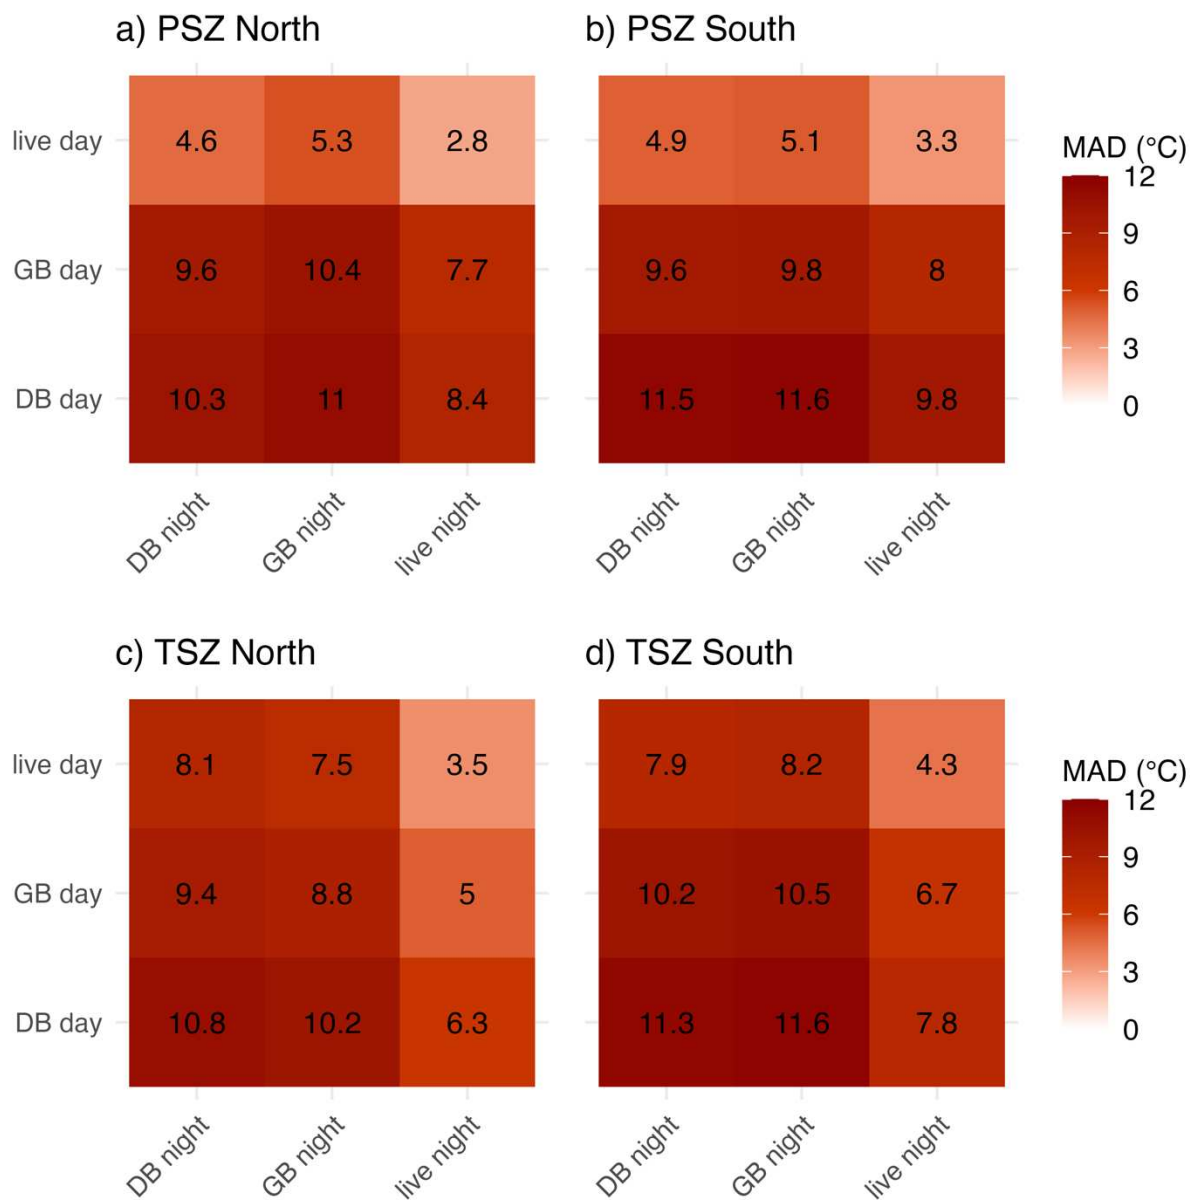 a) PSZ North
b) PSZ South
live day 4.6 5.3 2.8 4.9 5.1 3.3
GB day 9.6 10.4 7.7 9.6 9.8 8
DB day 10.3 11 8.4 11.5 11.6 9.8
DB night GB night live night DB night GB night live night
MAD (°C)
12
9
6
3
0
c) TSZ North
d) TSZ South
live day 8.1 7.5 3.5 7.9 8.2 4.3
GB day 9.4 8.8 5 10.2 10.5 6.7
DB day 10.8 10.2 6.3 11.3 11.6 7.8
DB night GB night live night DB night GB night live night
MAD (°C)
12
9
6
3
0